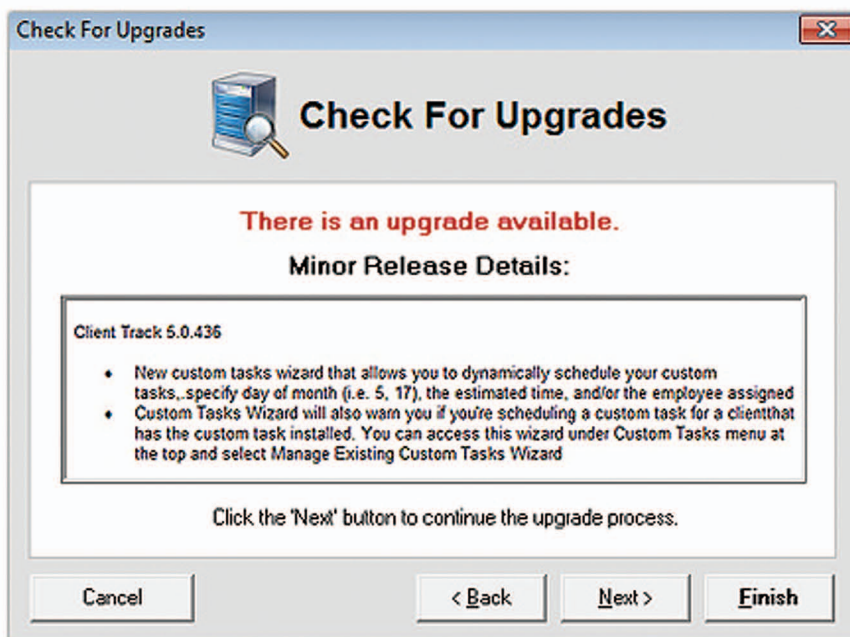 Check For Upgrades
Check For Upgrades
There is an upgrade available.
Minor Release Details:
Client Track 5.0.436
• New custom tasks wizard that allows you to dynamically schedule your custom
tasks,.specify day of month (i.e. 5, 17), the estimated time, and/or the employee assigned
• Custom Tasks Wizard will also warn you if you're scheduling a custom task for a clientthat
has the custom task installed. You can access this wizard under Custom Tasks menu at
the top and select Manage Existing Custom Tasks Wizard
Click the 'Next' button to continue the upgrade process.
Cancel
< Back
Next >
Finish